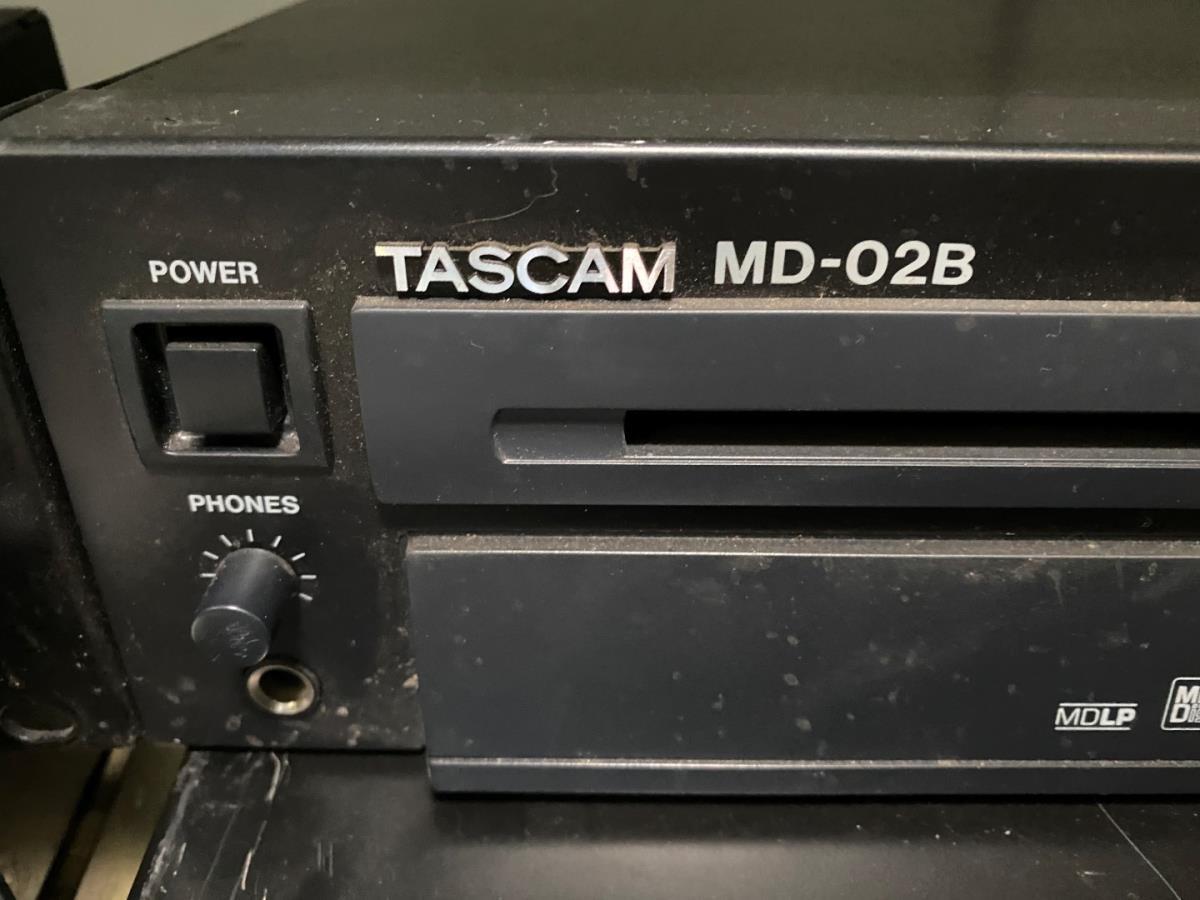 TASCAM MD-02B
POWER
PHONES
MDLP